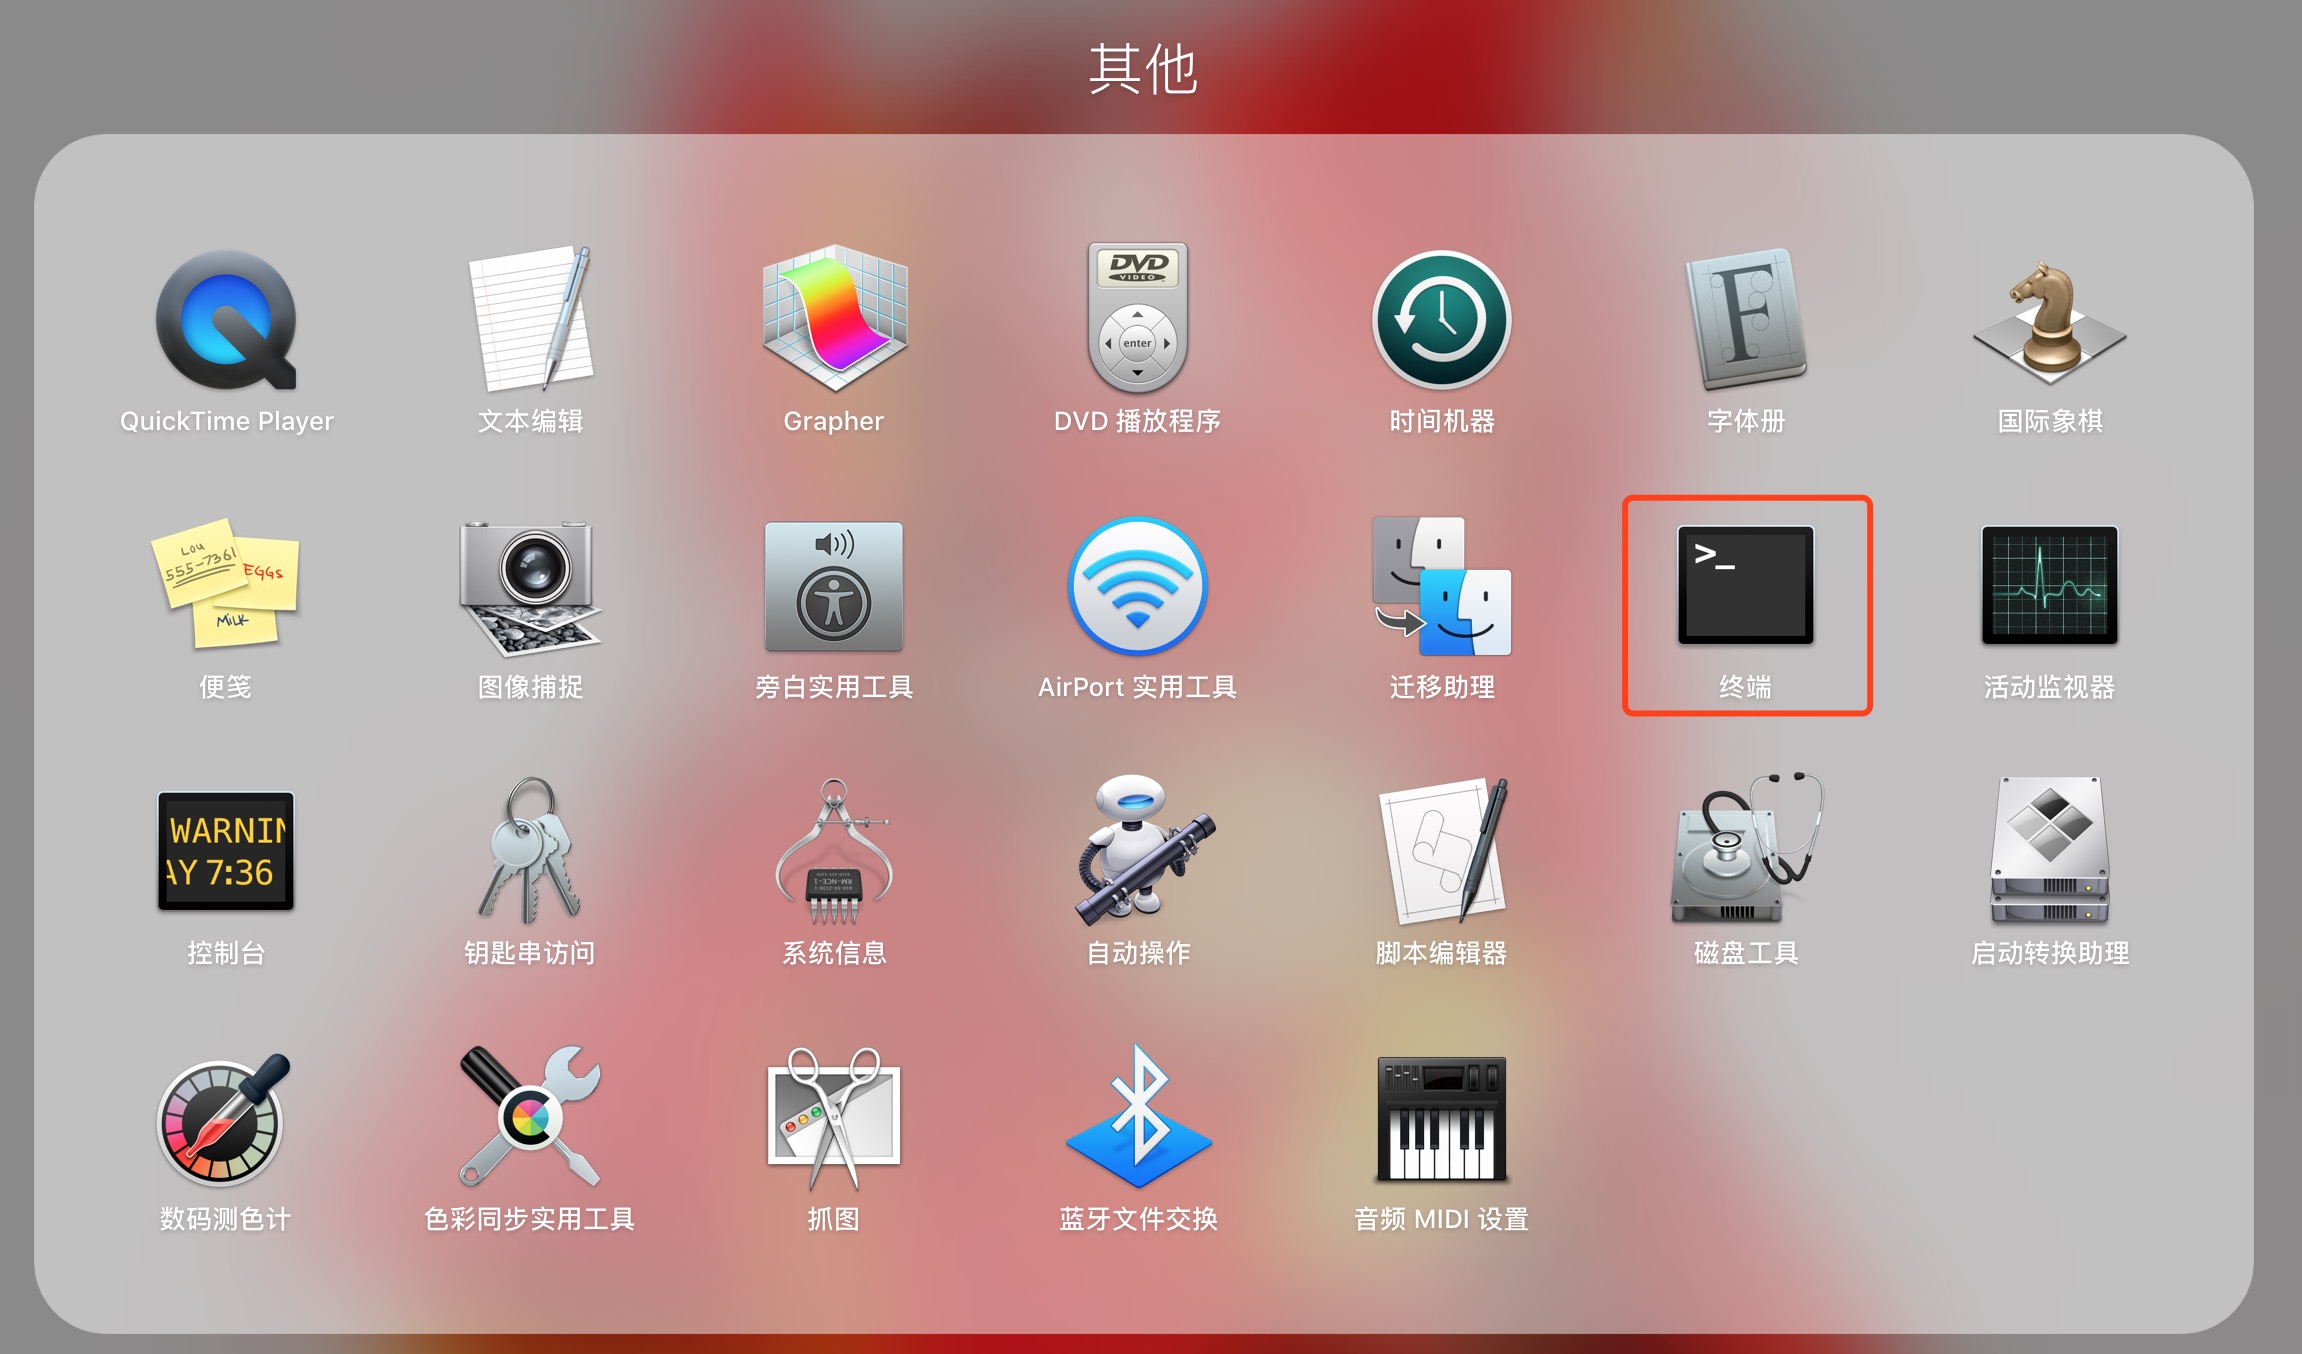 其他
DVD
VIDEO
enter
F
QuickTime Player
文本编辑
Grapher
DVD 播放程序
时间机器
字体册
国际象棋
Lou
555-7361
EGGS
MILK
>_
便笺
图像捕捉
旁白实用工具
AirPort 实用工具
迁移助理
终端
活动监视器
WARNIN
AY 7:36
控制台
钥匙串访问
系统信息
自动操作
脚本编辑器
磁盘工具
启动转换助理
数码测色计
色彩同步实用工具
抓图
蓝牙文件交换
音频 MIDI 设置